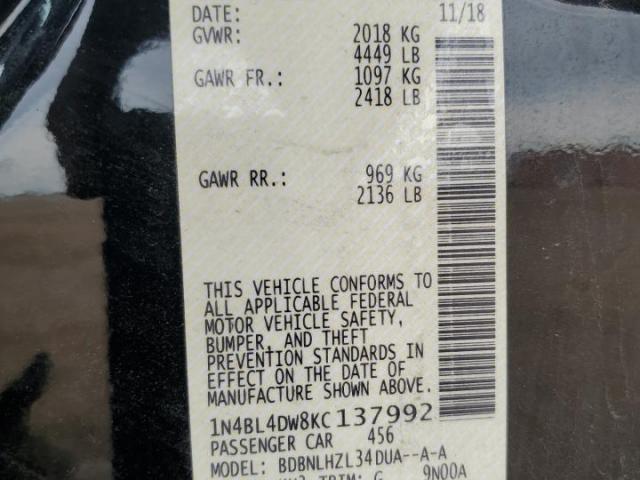 DATE: 11/18
GVWR: 2018 KG
4449 LB
GAWR FR.: 1097 KG
2418 LB
GAWR RR.: 969 KG
2136 LB
THIS VEHICLE CONFORMS TO
ALL APPLICABLE FEDERAL
MOTOR VEHICLE SAFETY,
BUMPER, AND THEFT
PREVENTION STANDARDS IN
EFFECT ON THE DATE OF
MANUFACTURE SHOWN ABOVE.
1N4BL4DW8KC137992
PASSENGER CAR 456
MODEL: BDBNLHZL34DUA--A-A
TRIM: G 9N00A